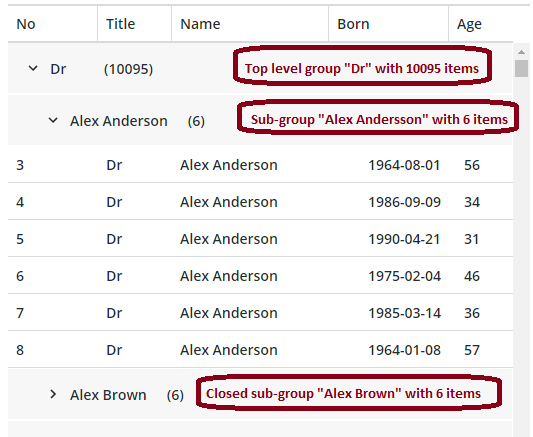 No Title Name Born Age
Dr (10095) Top level group "Dr" with 10095 items
Alex Anderson (6) Sub-group "Alex Andersson" with 6 items
3 Dr Alex Anderson 1964-08-01 56
4 Dr Alex Anderson 1986-09-09 34
5 Dr Alex Anderson 1990-04-21 31
6 Dr Alex Anderson 1975-02-04 46
7 Dr Alex Anderson 1985-03-14 36
8 Dr Alex Anderson 1964-01-08 57
Alex Brown (6) Closed sub-group "Alex Brown" with 6 items